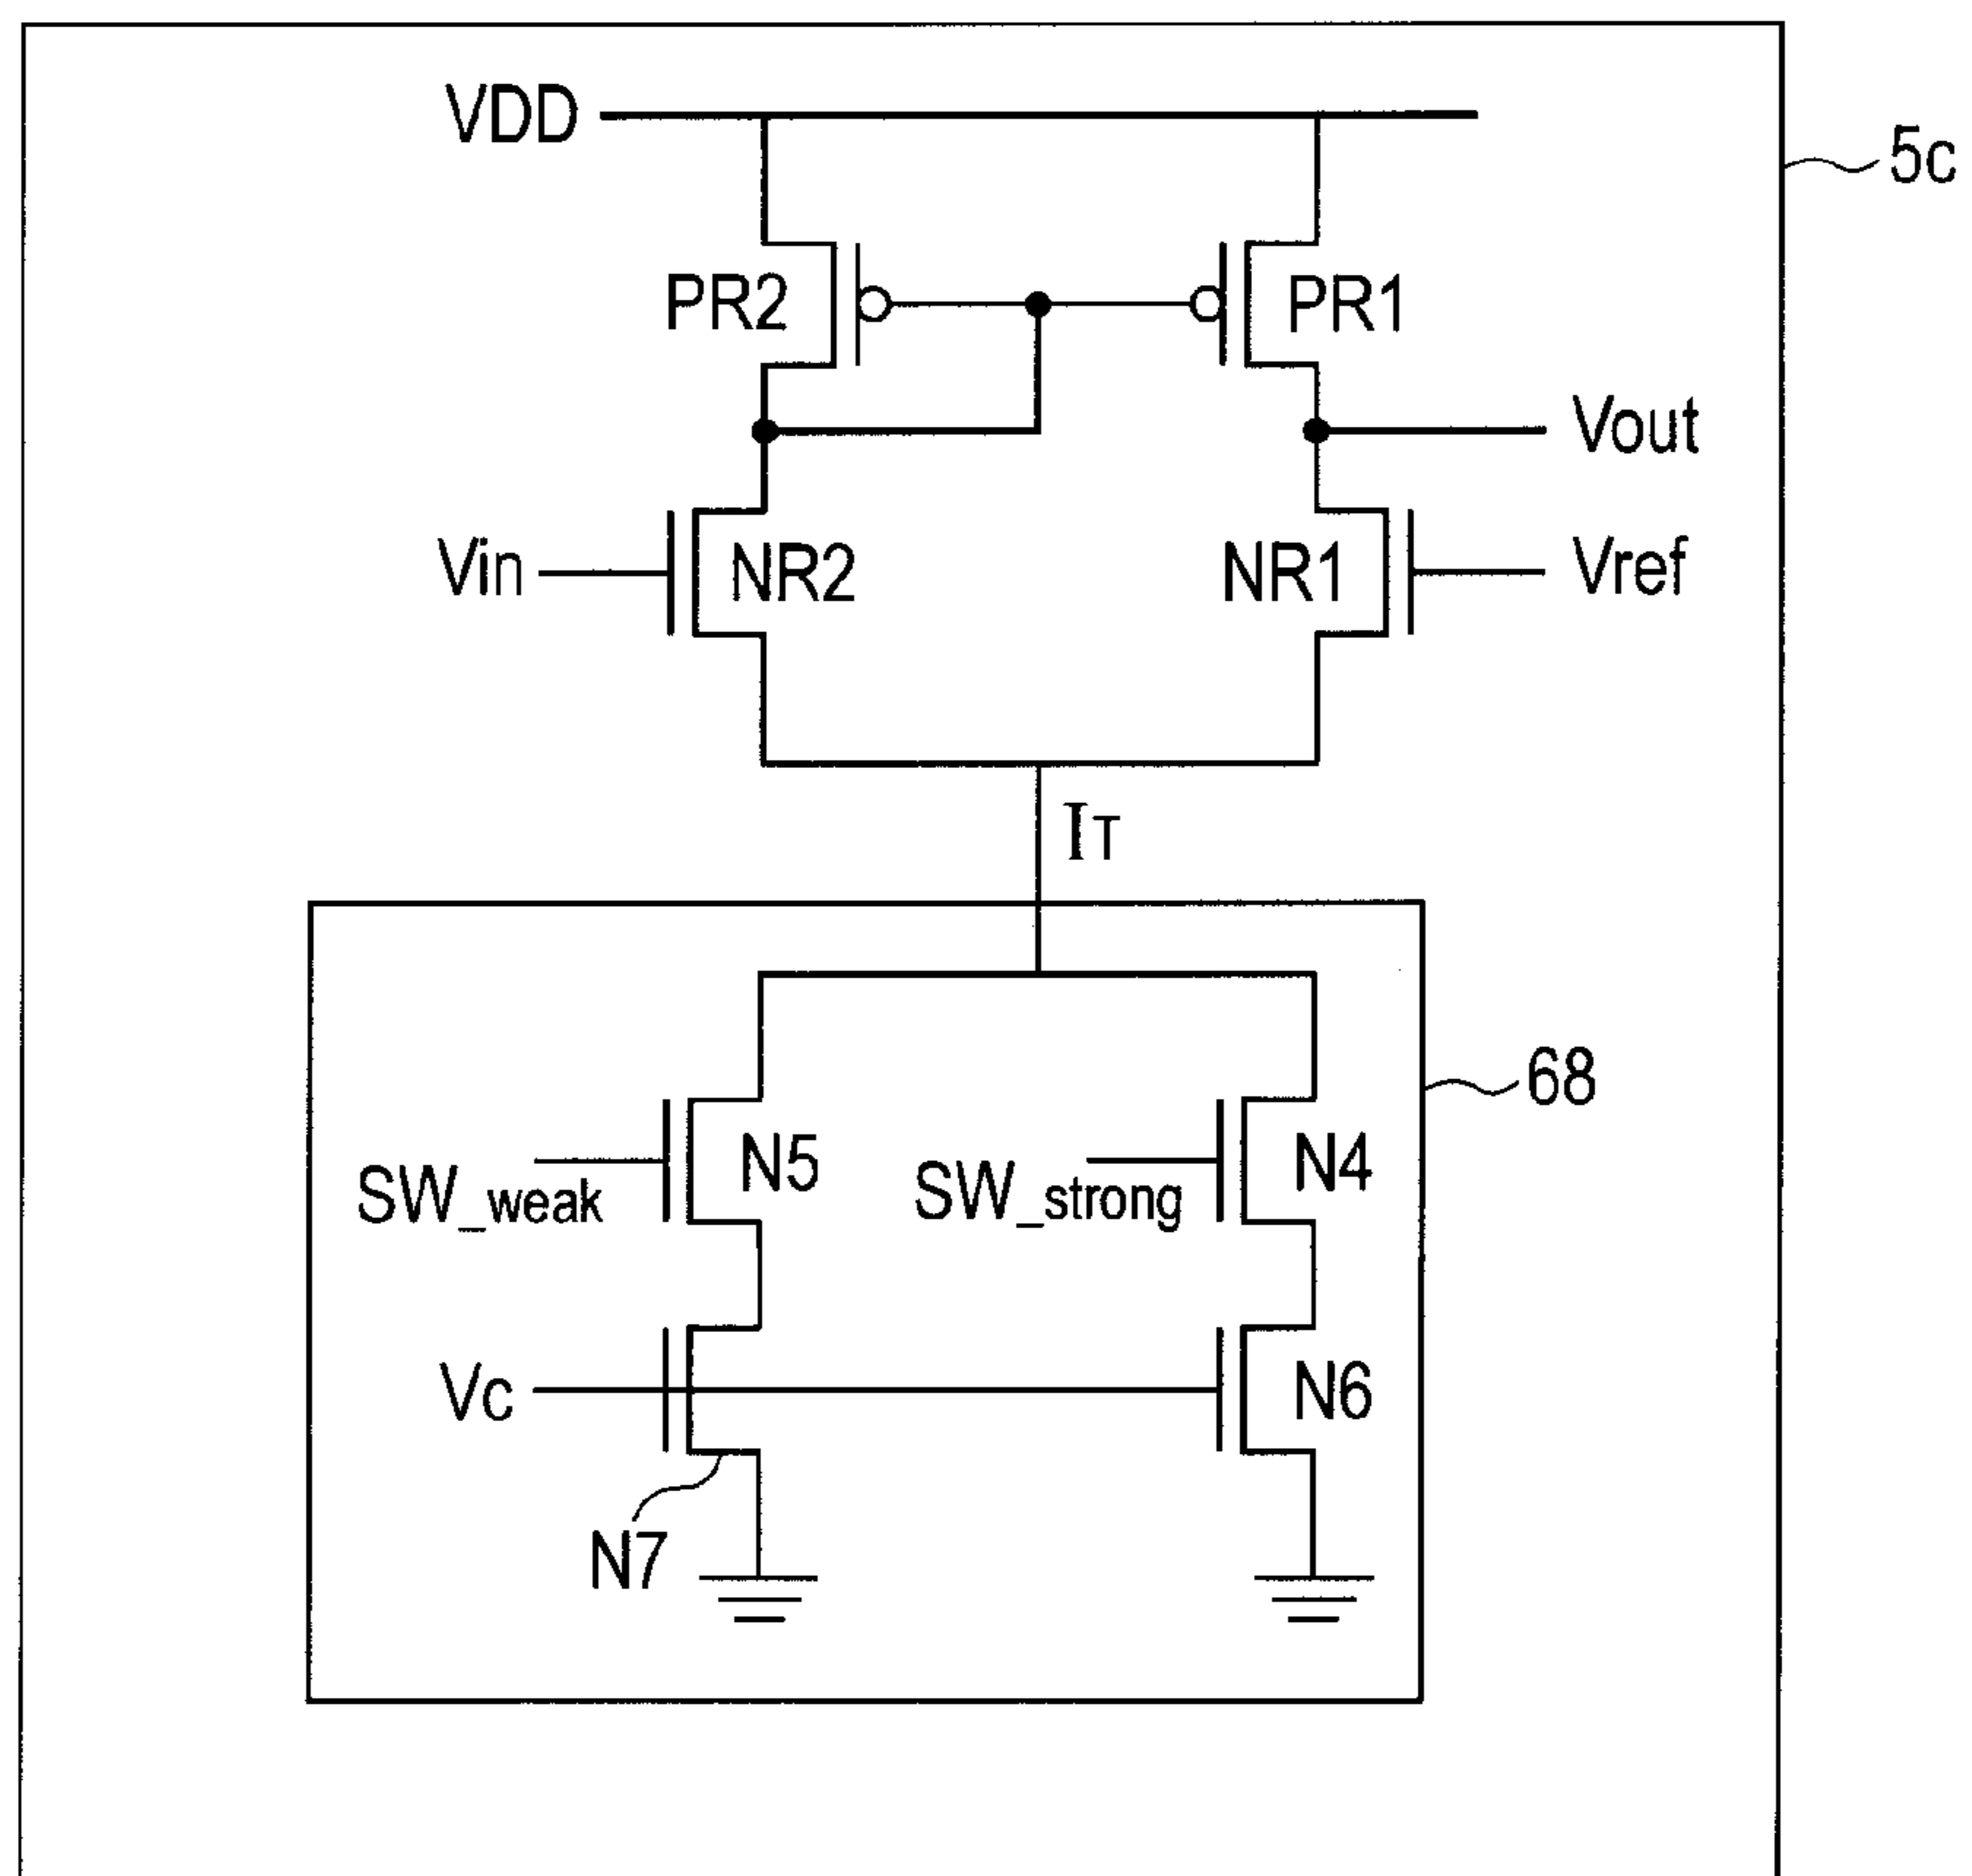 VDD
5c
PR2
PR1
Vout
Vin
NR2
NR1
Vref
IT
68
N5
N4
SW_weak
SW_strong
Vc
N6
N7